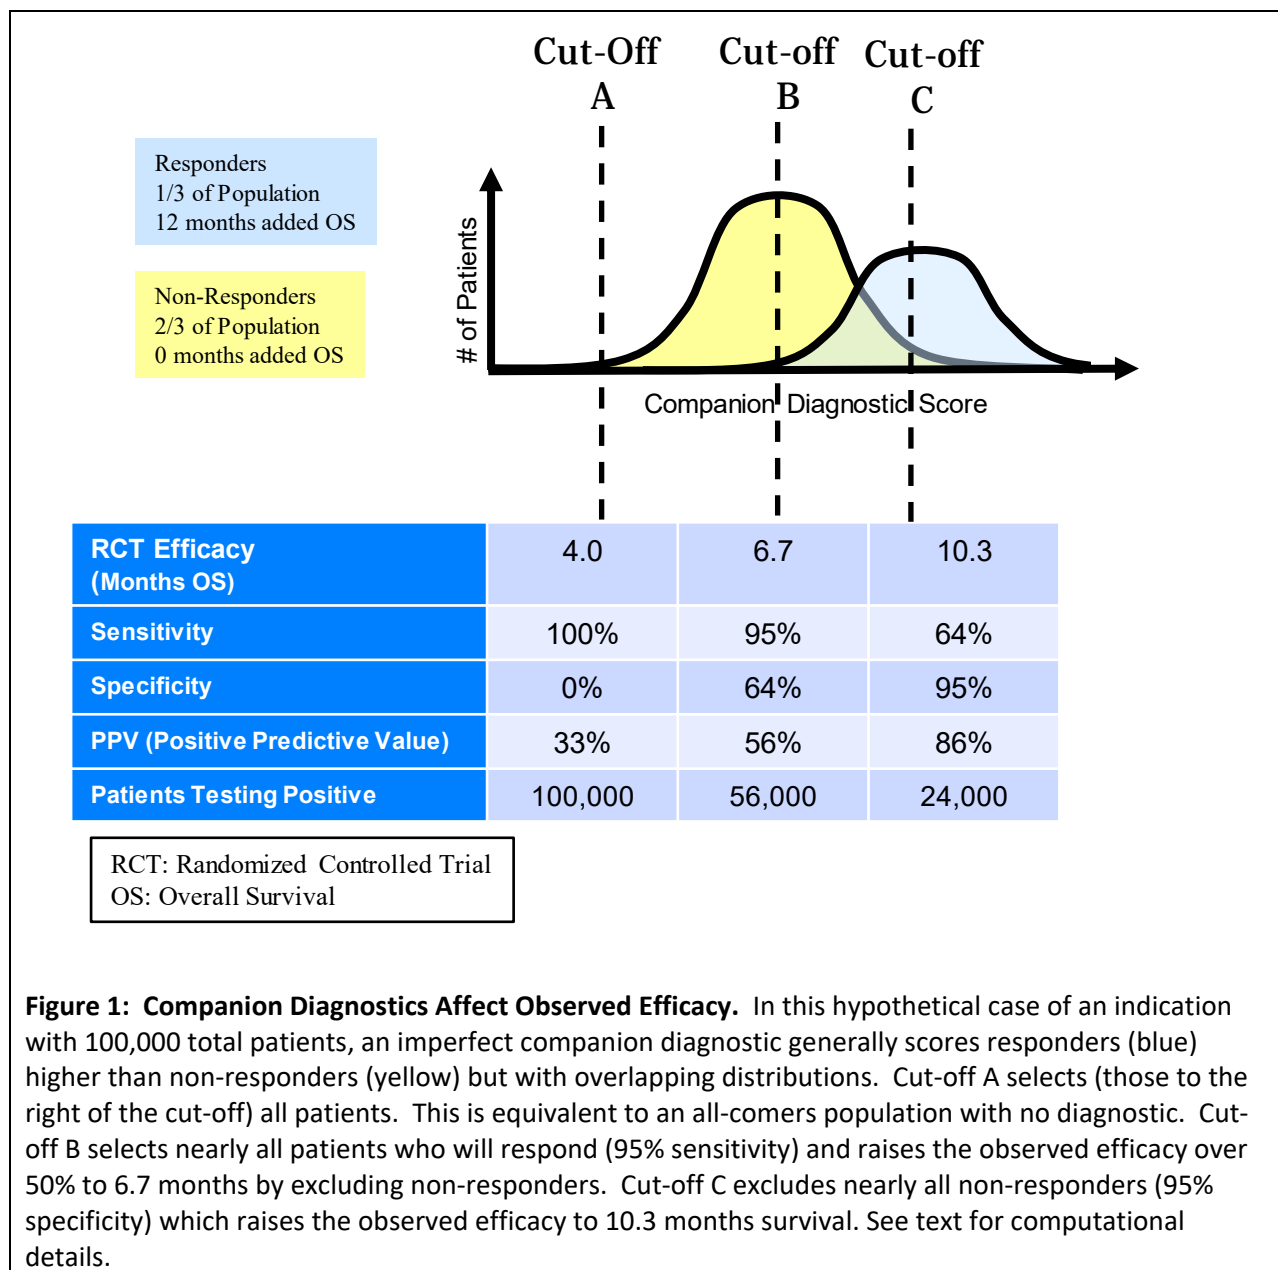 Cut-Off
A
Cut-off
B
Cut-off
C
Responders
1/3 of Population
12 months added OS
Non-Responders
2/3 of Population
0 months added OS
# of Patients
Companion Diagnostic Score
RCT Efficacy
(Months OS)
4.0
6.7
10.3
Sensitivity
100%
95%
64%
Specificity
0%
64%
95%
PPV (Positive Predictive Value)
33%
56%
86%
Patients Testing Positive
100,000
56,000
24,000
RCT: Randomized Controlled Trial
OS: Overall Survival
Figure 1: Companion Diagnostics Affect Observed Efficacy. In this hypothetical case of an indication
with 100,000 total patients, an imperfect companion diagnostic generally scores responders (blue)
higher than non-responders (yellow) but with overlapping distributions. Cut-off A selects (those to the
right of the cut-off) all patients. This is equivalent to an all-comers population with no diagnostic. Cut-
off B selects nearly all patients who will respond (95% sensitivity) and raises the observed efficacy over
50% to 6.7 months by excluding non-responders. Cut-off C excludes nearly all non-responders (95%
specificity) which raises the observed efficacy to 10.3 months survival. See text for computational
details.